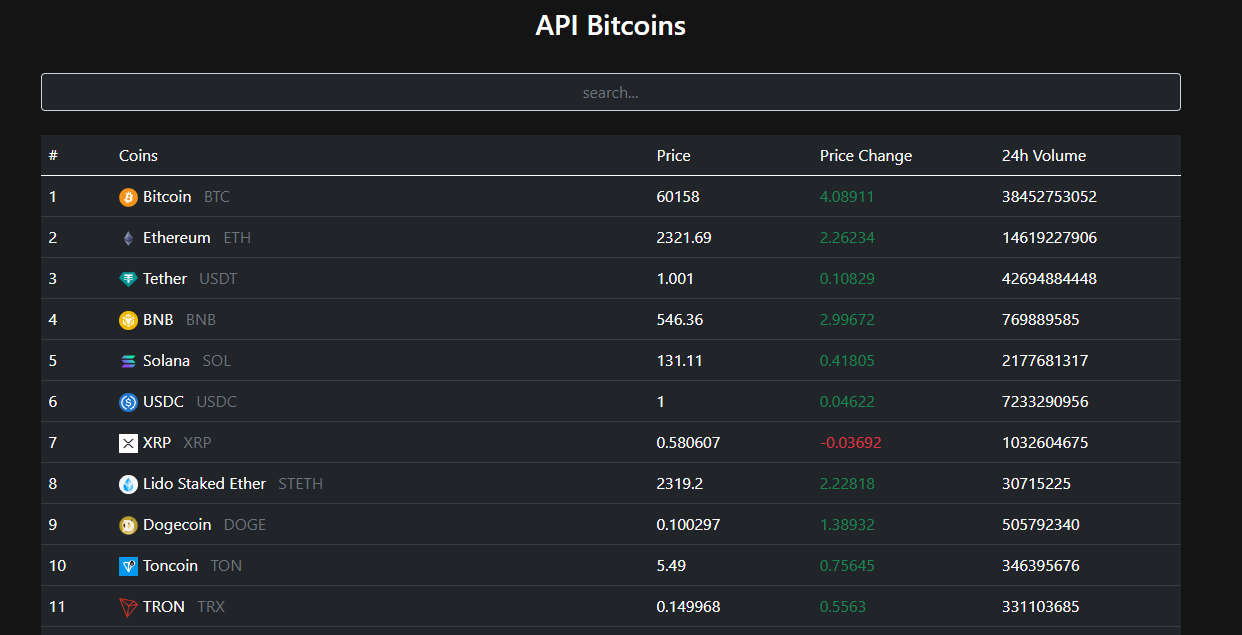 API Bitcoins
search...
# Coins Price Price Change 24h Volume
1 Bitcoin BTC 60158 4.08911 38452753052
2 Ethereum ETH 2321.69 2.26234 14619227906
3 Tether USDT 1.001 0.10829 42694884448
4 BNB BNB 546.36 2.99672 769889585
5 Solana SOL 131.11 0.41805 2177681317
6 USDC USDC 1 0.04622 7233290956
7 XRP XRP 0.580607 -0.03692 1032604675
8 Lido Staked Ether STETH 2319.2 2.22818 30715225
9 Dogecoin DOGE 0.100297 1.38932 505792340
10 Toncoin TON 5.49 0.75645 346395676
11 TRON TRX 0.149968 0.5563 331103685